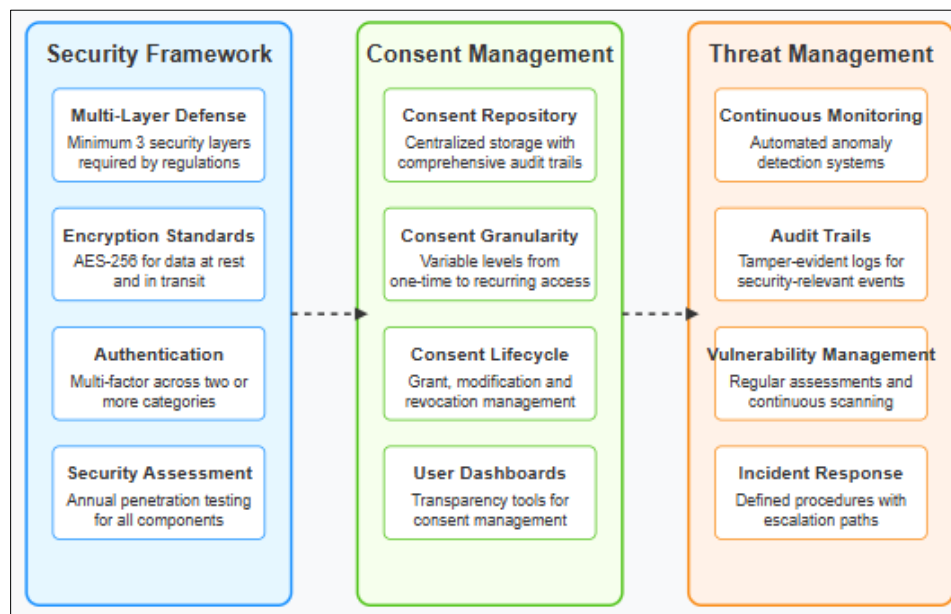 Security Framework
Multi-Layer Defense
Minimum 3 security layers
required by regulations
Encryption Standards
AES-256 for data at rest
and in transit
Authentication
Multi-factor across two or
more categories
Security Assessment
Annual penetration testing
for all components
Consent Management
Consent Repository
Centralized storage with
comprehensive audit trails
Consent Granularity
Variable levels from
one-time to recurring access
Consent Lifecycle
Grant, modification and
revocation management
User Dashboards
Transparency tools for
consent management
Threat Management
Continuous Monitoring
Automated anomaly
detection systems
Audit Trails
Tamper-evident logs for
security-relevant events
Vulnerability Management
Regular assessments and
continuous scanning
Incident Response
Defined procedures with
escalation paths